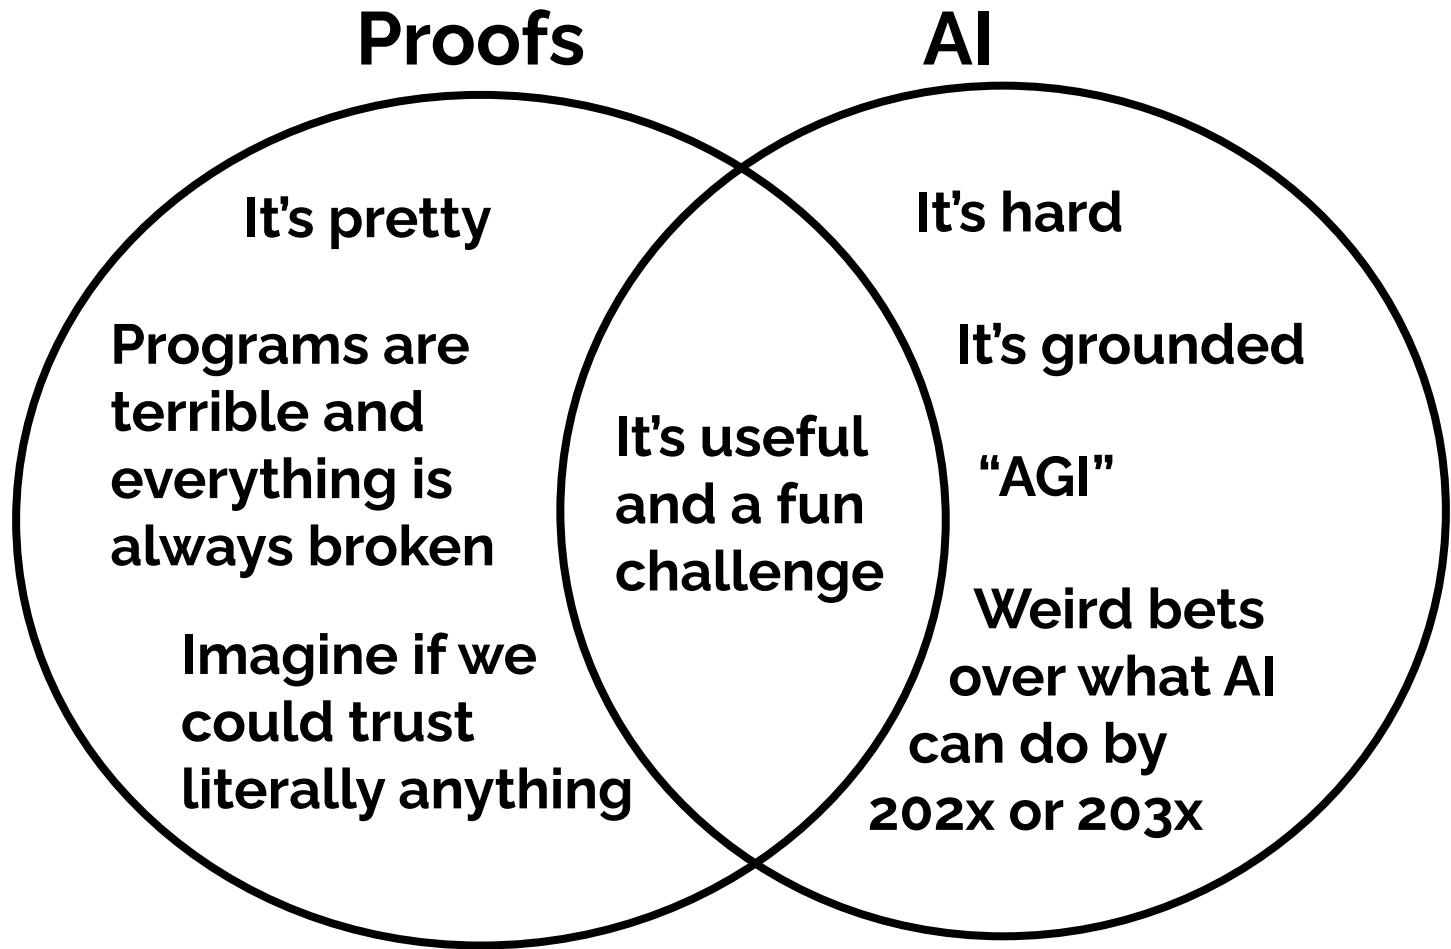 Proofs
AI
It’s pretty
Programs are
terrible and
everything is
always broken
Imagine if we
could trust
literally anything
It’s useful
and a fun
challenge
It’s hard
It’s grounded
“AGI”
Weird bets
over what AI
can do by
202x or 203x